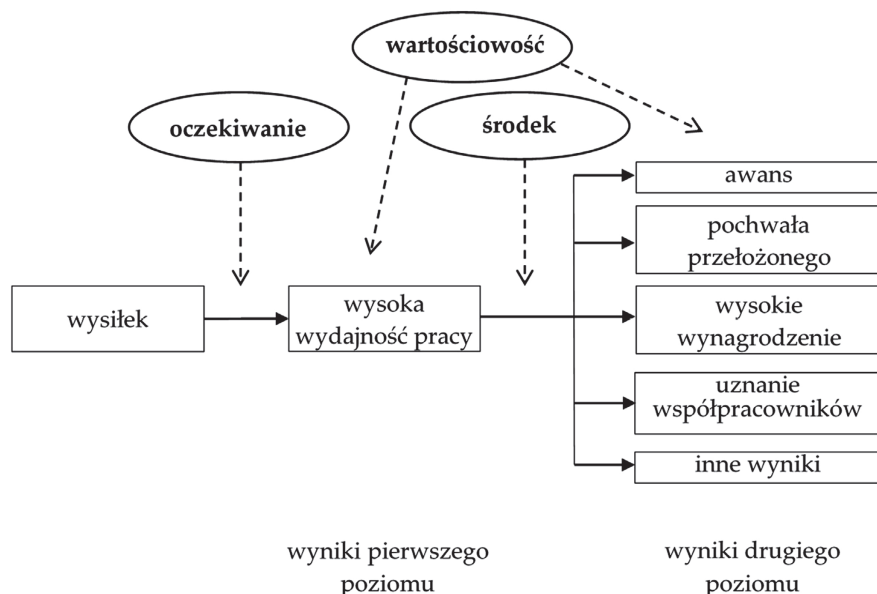 wartościowość
oczekiwanie
środek
awans
pochwała
przełożonego
wysiłek
wysoka
wydajność pracy
wysokie
wynagrodzenie
uznanie
współpracowników
inne wyniki
wyniki pierwszego
poziomu
wyniki drugiego
poziomu